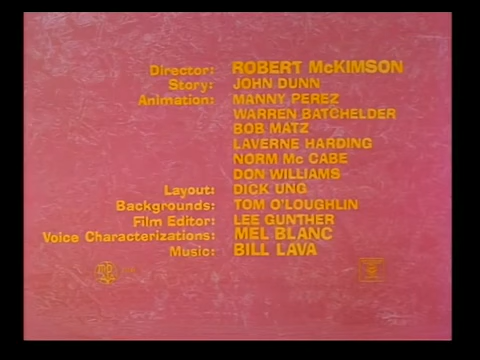 Director: ROBERT McKIMSON
Story: JOHN DUNN
Animation: MANNY PEREZ
WARREN BATCHELDER
BOB MATZ
LAVERNE HARDING
NORM Mc CABE
DON WILLIAMS
Layout: DICK UNG
Backgrounds: TOM O'LOUGHLIN
Film Editor: LEE GUNTHER
Voice Characterizations: MEL BLANC
Music: BILL LAVA